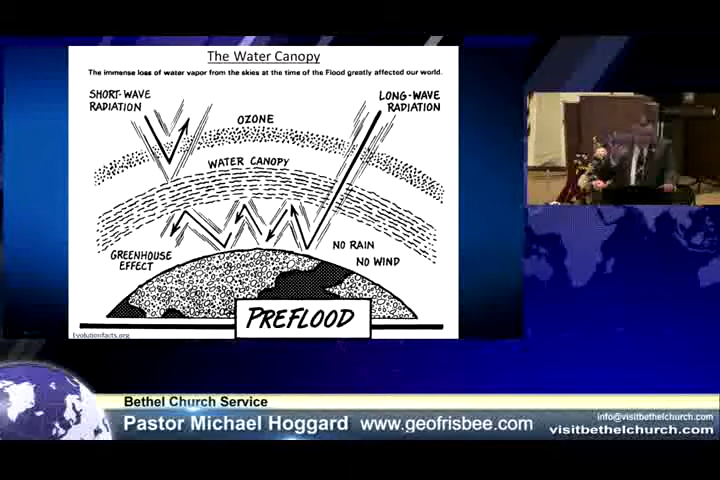 The Water Canopy
The immense loss of water vapor from the skies at the time of the Flood greatly affected our world.
SHORT-WAVE
RADIATION
LONG-WAVE
RADIATION
OZONE
WATER CANOPY
NO RAIN
NO WIND
GREENHOUSE
EFFECT
PREFLOOD
Evolutionfacts.org
Bethel Church Service
Pastor Michael Hoggard www.geofrisbee.com
info@visitbethelchurch.com
visitbethelchurch.com